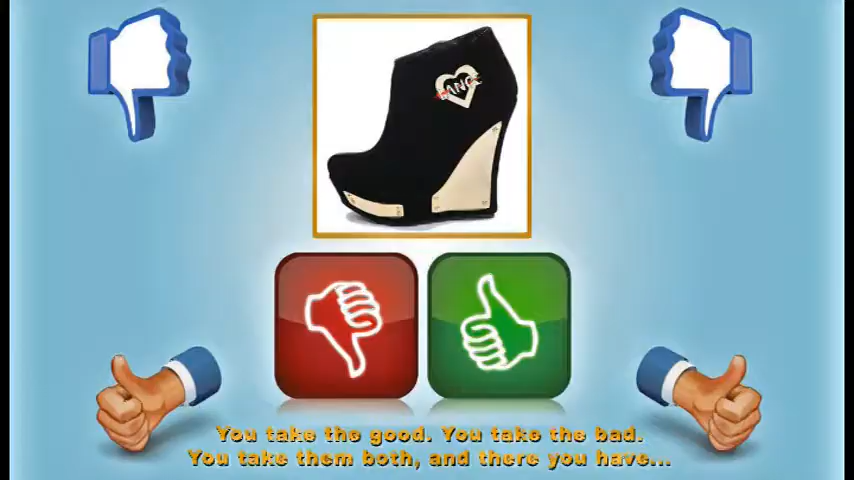 You take the good. You take the bad.
You take them both, and there you have...